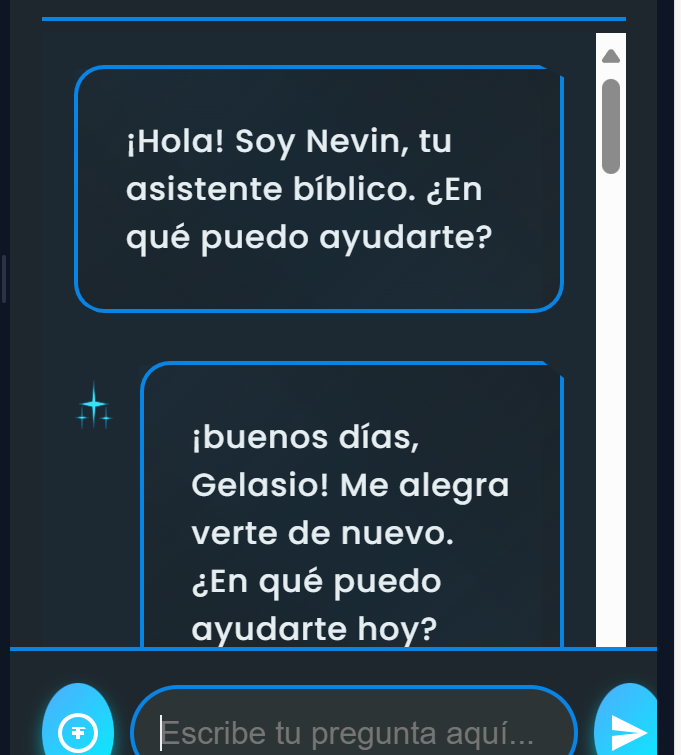 ¡Hola! Soy Nevin, tu
asistente bíblico. ¿En
qué puedo ayudarte?
¡buenos días,
Gelasio! Me alegra
verte de nuevo.
¿En qué puedo
ayudarte hoy?
Escribe tu pregunta aquí...